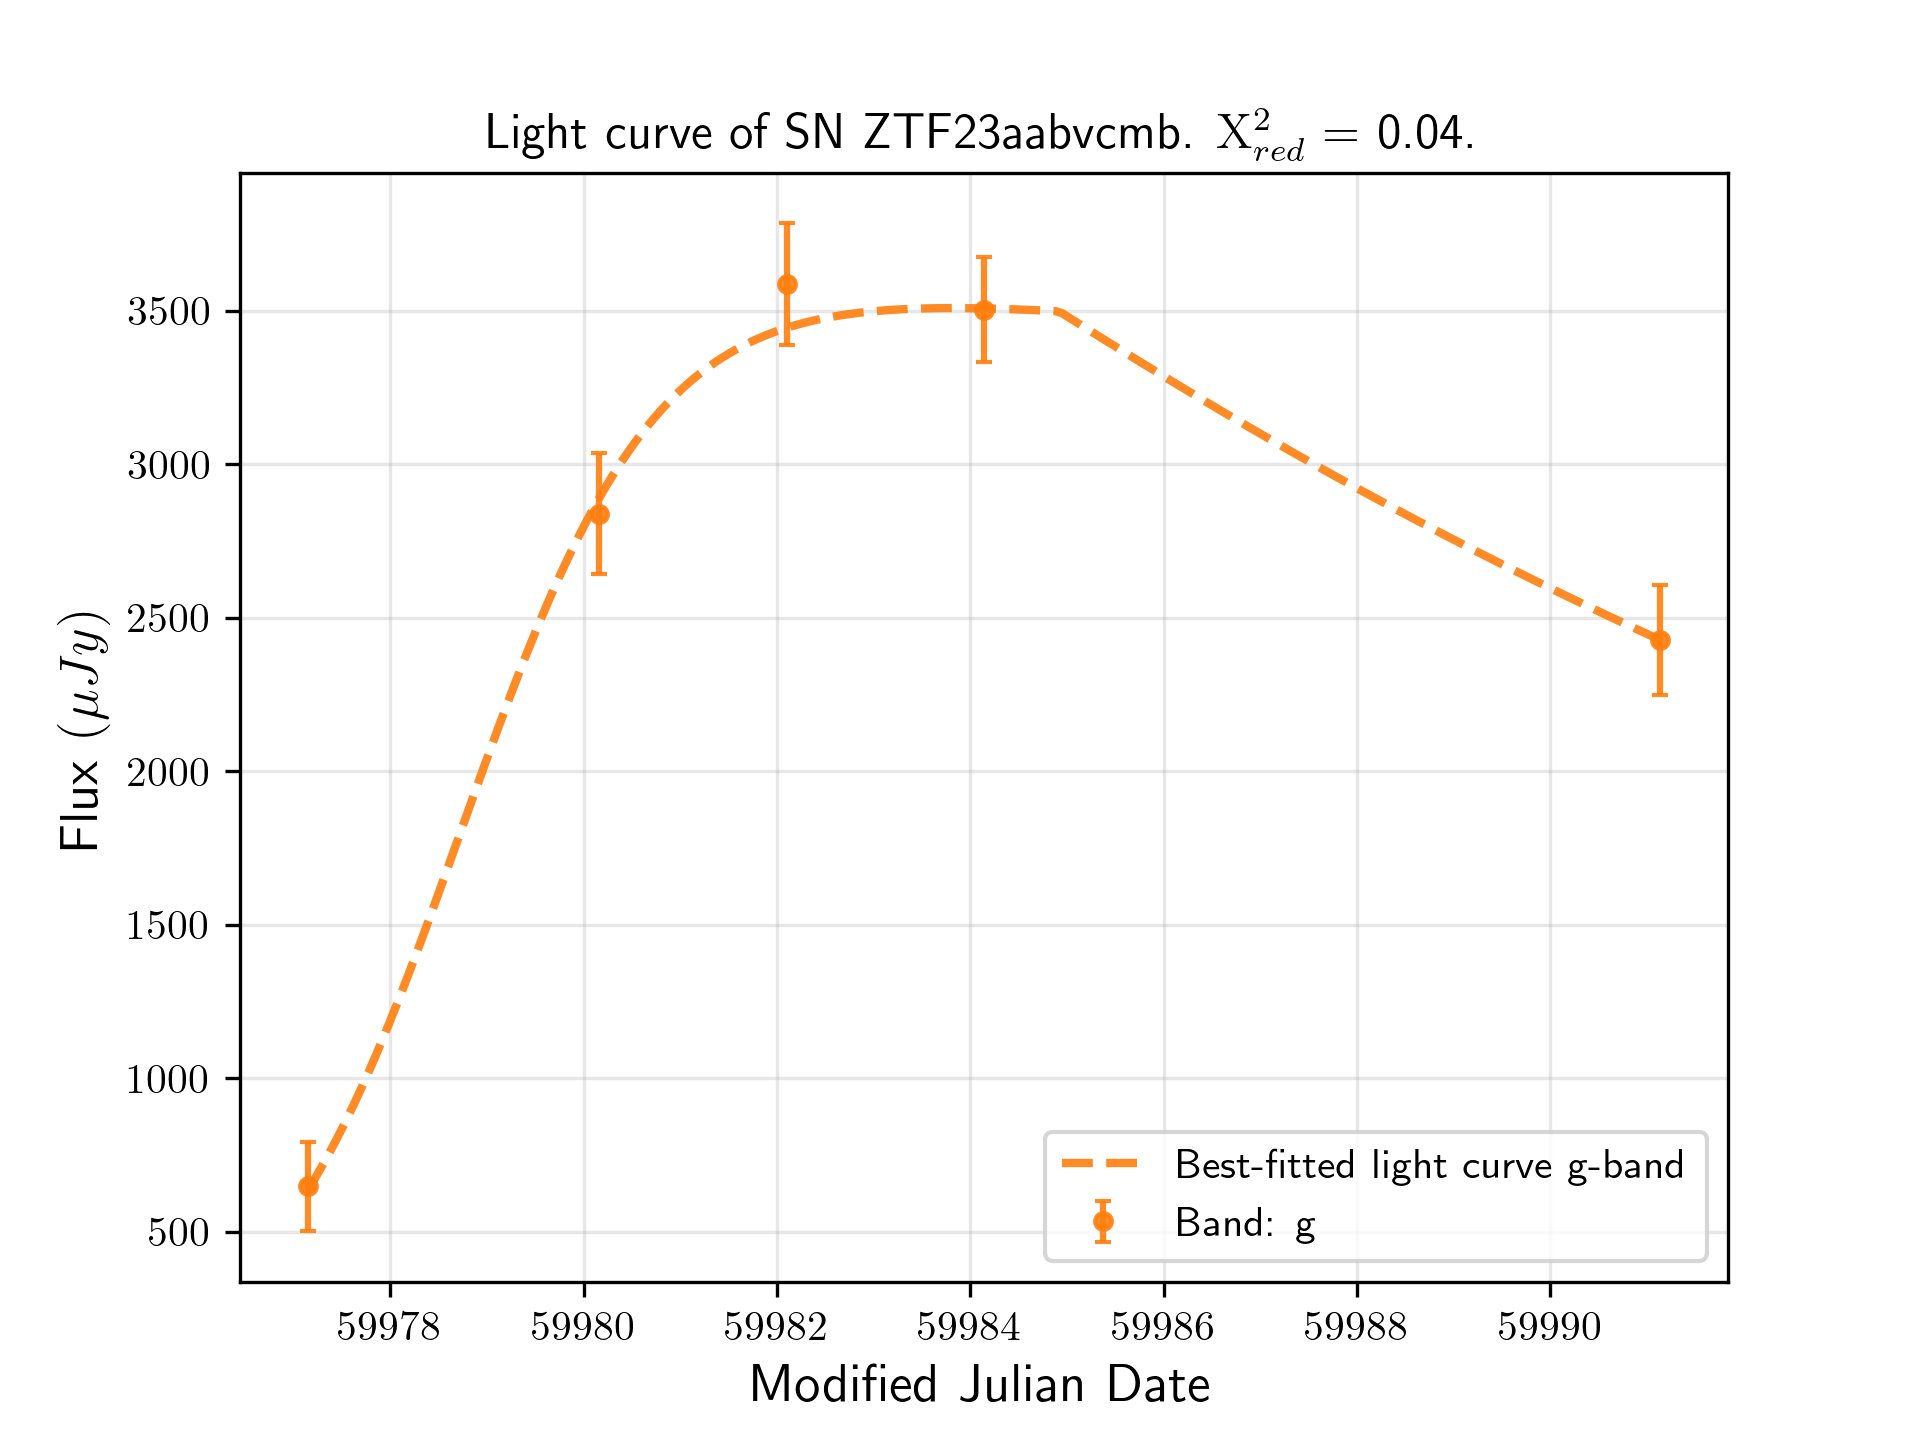 Light curve of SN ZTF23aabvcmb. X²red = 0.04.
Flux (μJy)
3500
3000
2500
2000
1500
1000
500
59978 59980 59982 59984 59986 59988 59990
Modified Julian Date
Best-fitted light curve g-band
Band: g